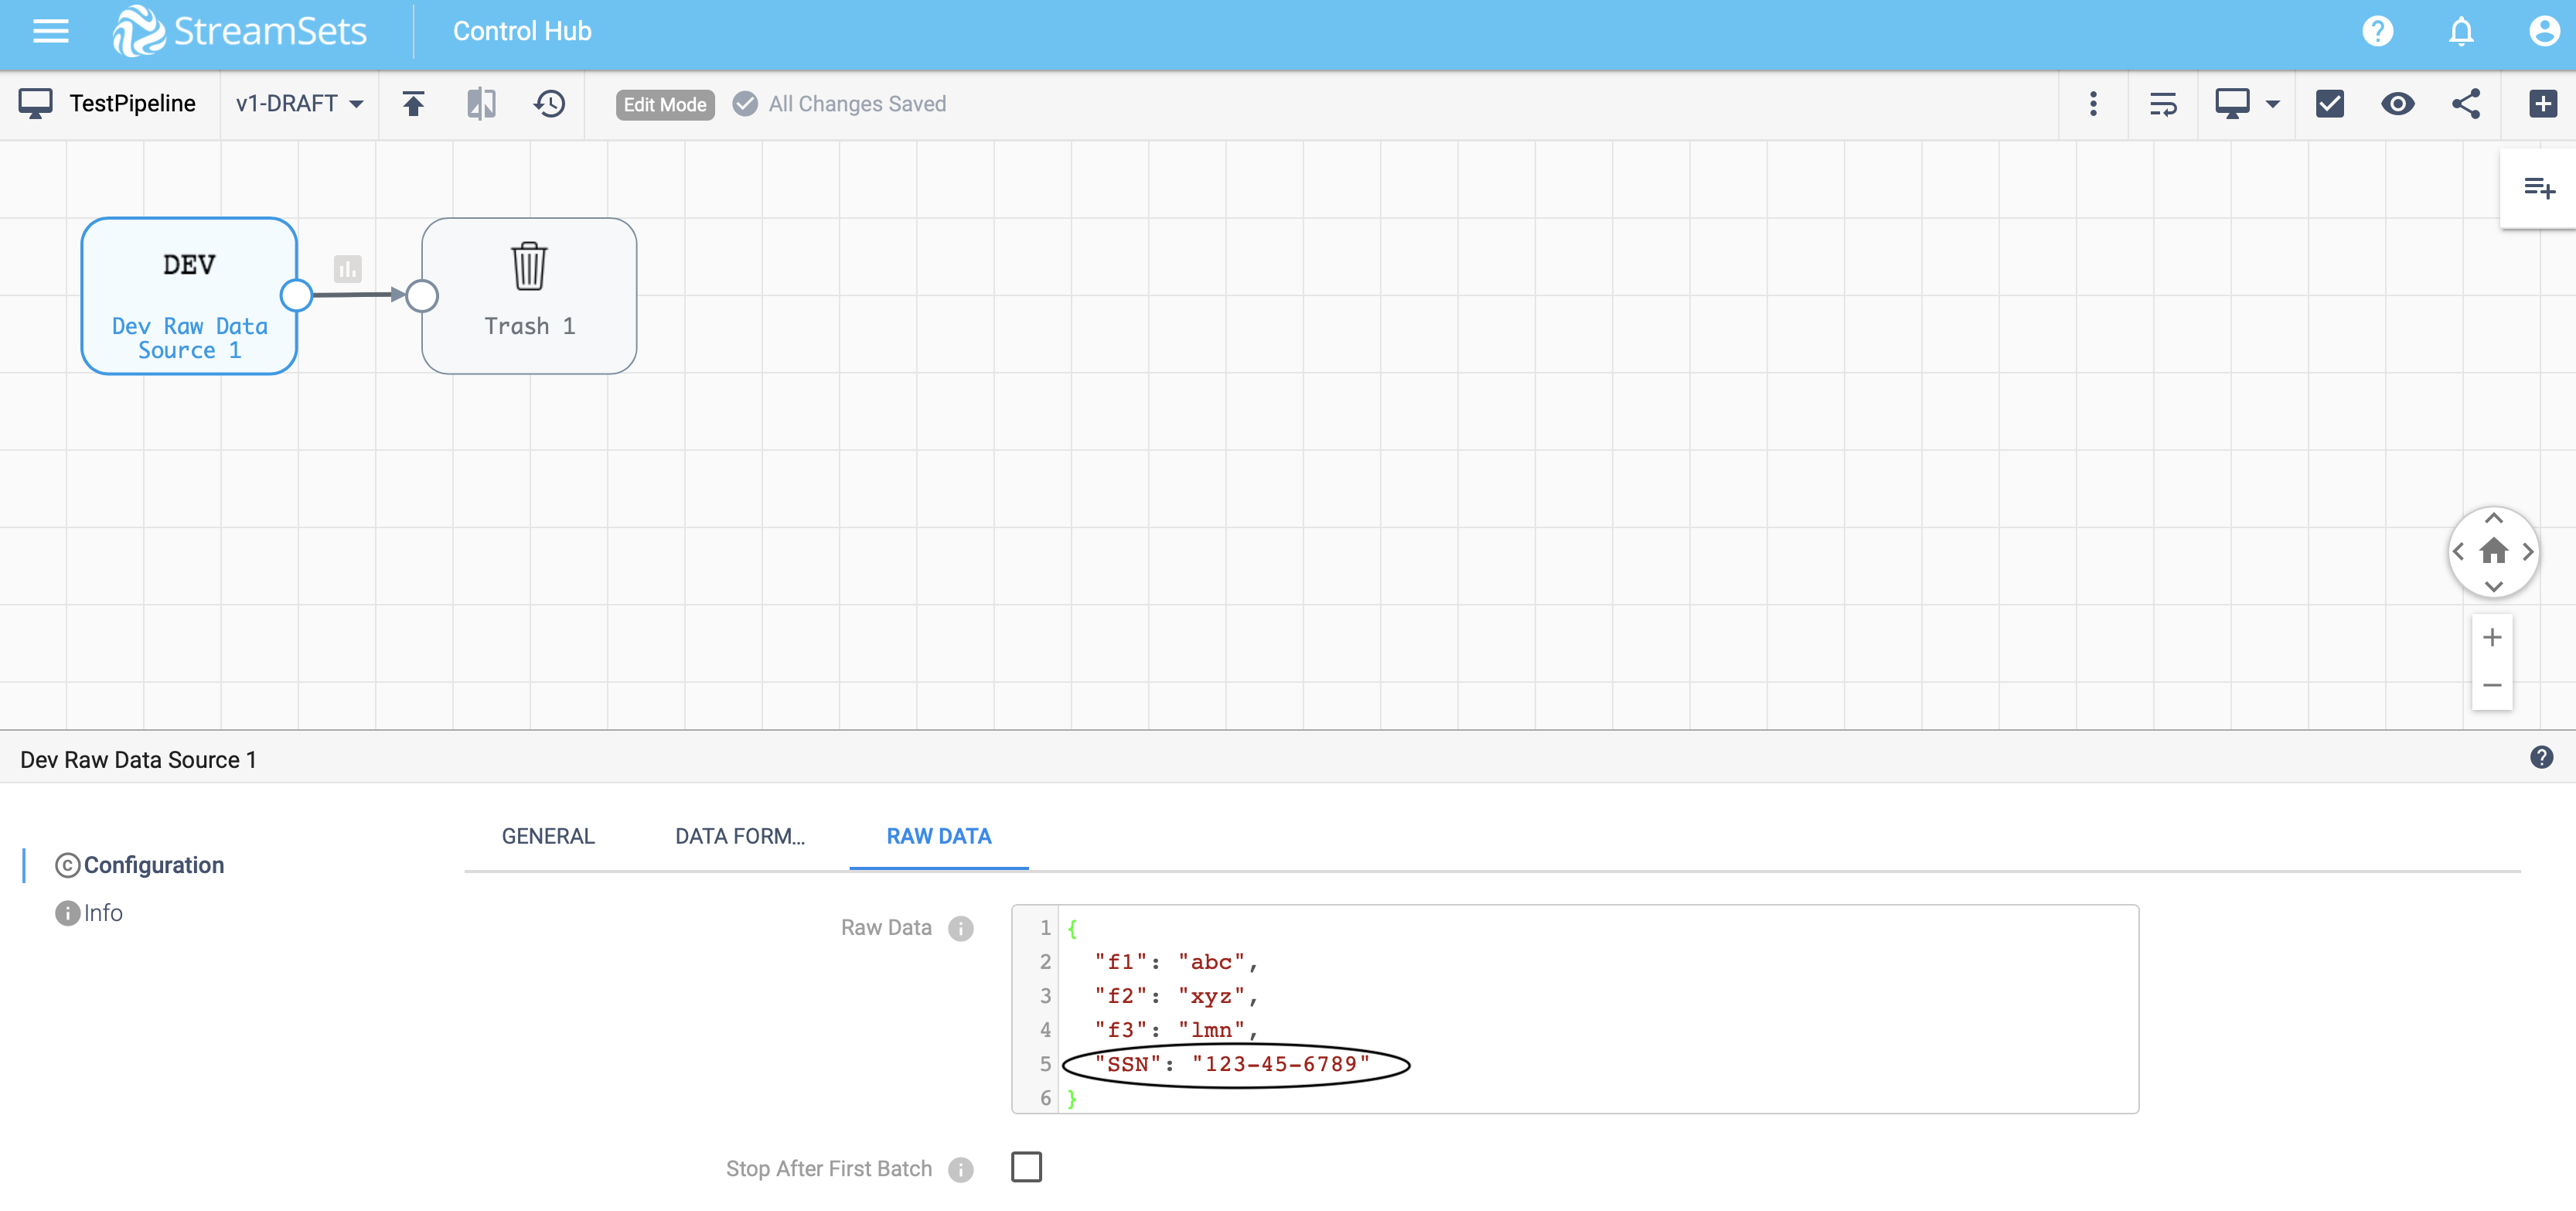 StreamSets Control Hub
TestPipeline v1-DRAFT Edit Mode All Changes Saved
DEV
Dev Raw Data
Source 1
Trash 1
Dev Raw Data Source 1
Configuration
Info
GENERAL DATA FORM... RAW DATA
Raw Data
1 {
2 "f1": "abc",
3 "f2": "xyz",
4 "f3": "lmn",
5 "SSN": "123-45-6789"
6 }
Stop After First Batch